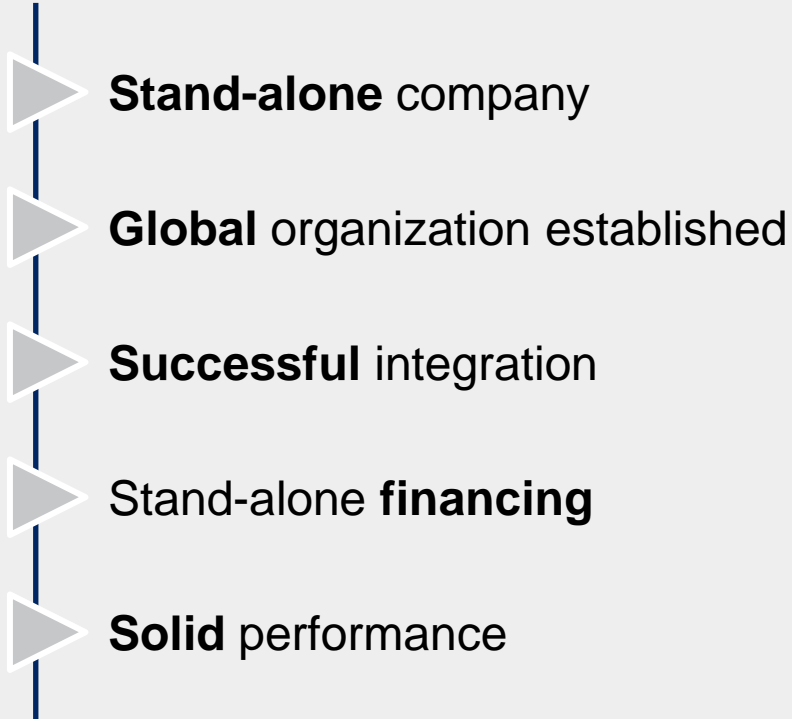 Stand-alone company
Global organization established
Successful integration
Stand-alone financing
Solid performance